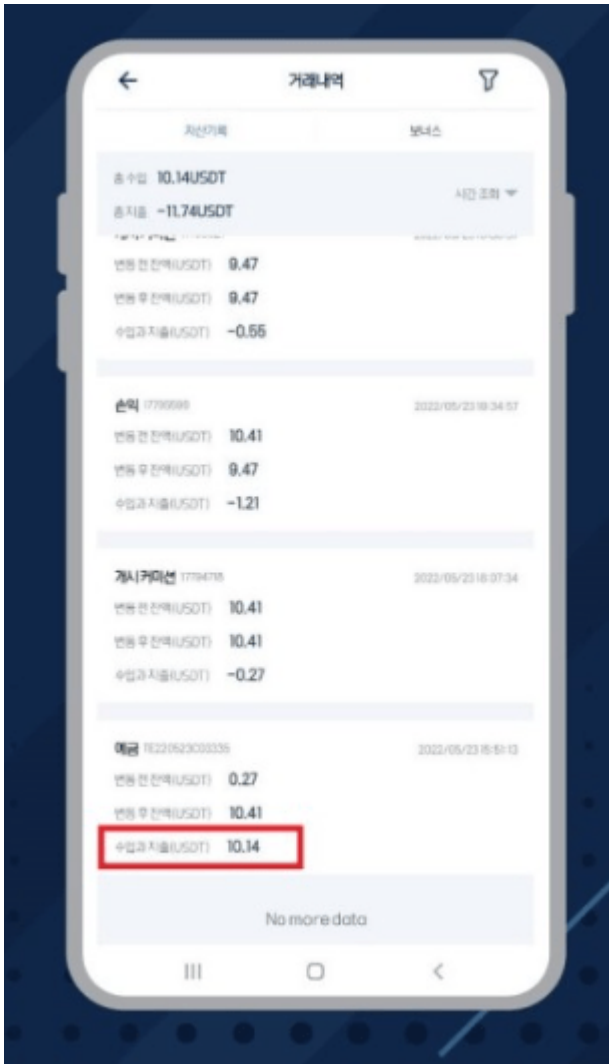 거래내역
자산기록 보너스
총 수입 10.14USDT
시간 조회
총 지출 -11.74USDT
변동 전 잔액(USDT) 9.47
변동 후 잔액(USDT) 9.47
수입과 지출(USDT) -0.55
손익 2022/05/23
변동 전 잔액(USDT) 10.41
변동 후 잔액(USDT) 9.47
수입과 지출(USDT) -1.21
개시커미션 17794718 2022/05/23 18:07:34
변동 전 잔액(USDT) 10.41
변동 후 잔액(USDT) 10.41
수입과 지출(USDT) -0.27
예금 2022/05/23 15:51:13
변동 전 잔액(USDT) 0.27
변동 후 잔액(USDT) 10.41
수입과 지출(USDT) 10.14
No more data